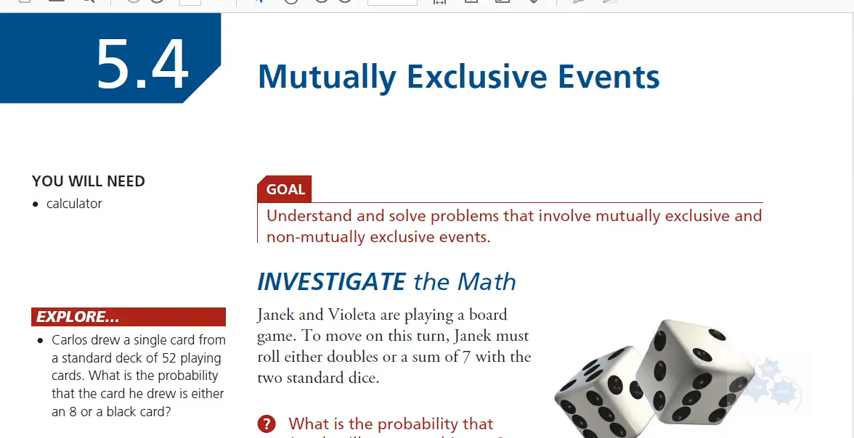 5.4
Mutually Exclusive Events
YOU WILL NEED
• calculator
GOAL
Understand and solve problems that involve mutually exclusive and
non-mutually exclusive events.
INVESTIGATE the Math
Janek and Violeta are playing a board
game. To move on this turn, Janek must
roll either doubles or a sum of 7 with the
two standard dice.
? What is the probability that
EXPLORE...
• Carlos drew a single card from
a standard deck of 52 playing
cards. What is the probability
that the card he drew is either
an 8 or a black card?